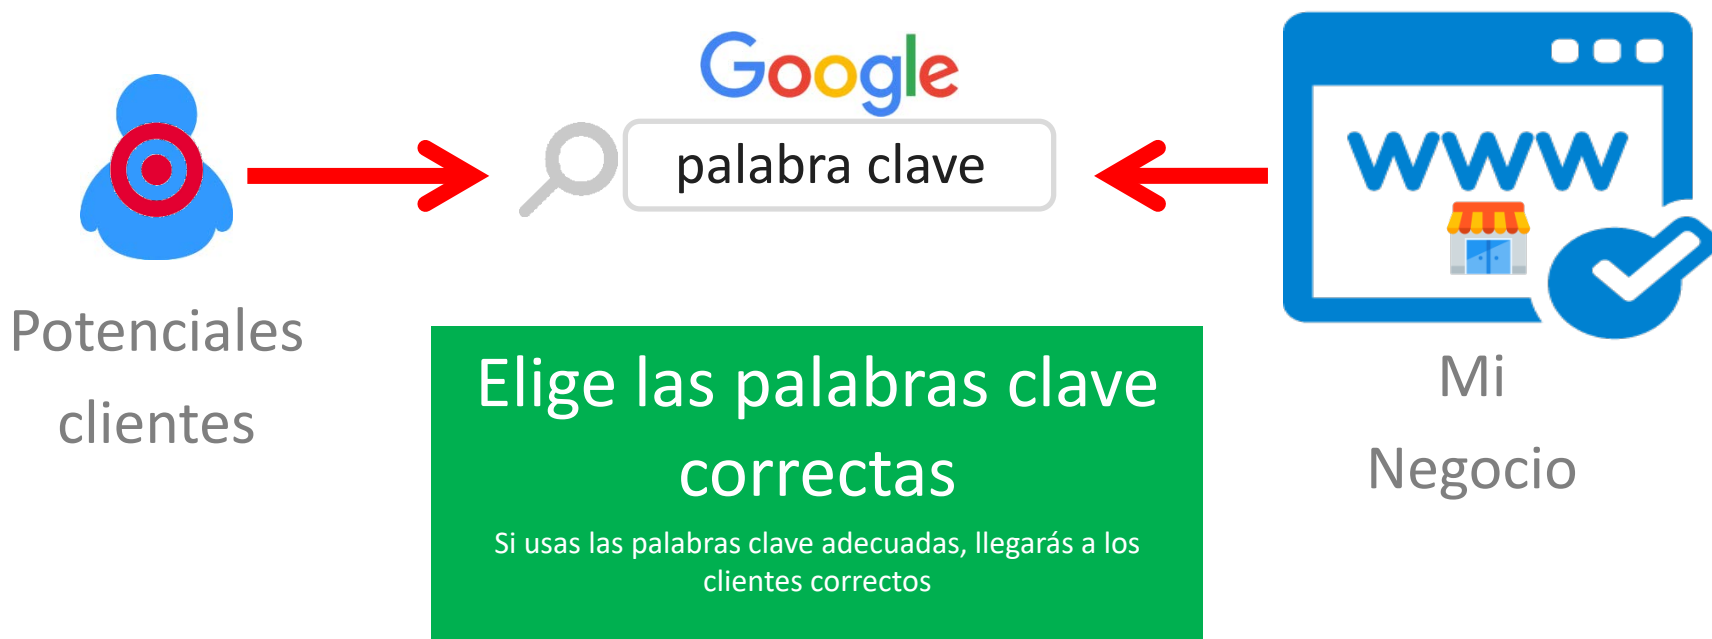 Google
palabra clave
www
Potenciales
clientes
Elige las palabras clave
correctas
Si usas las palabras clave adecuadas, llegarás a los
clientes correctos
Mi
Negocio